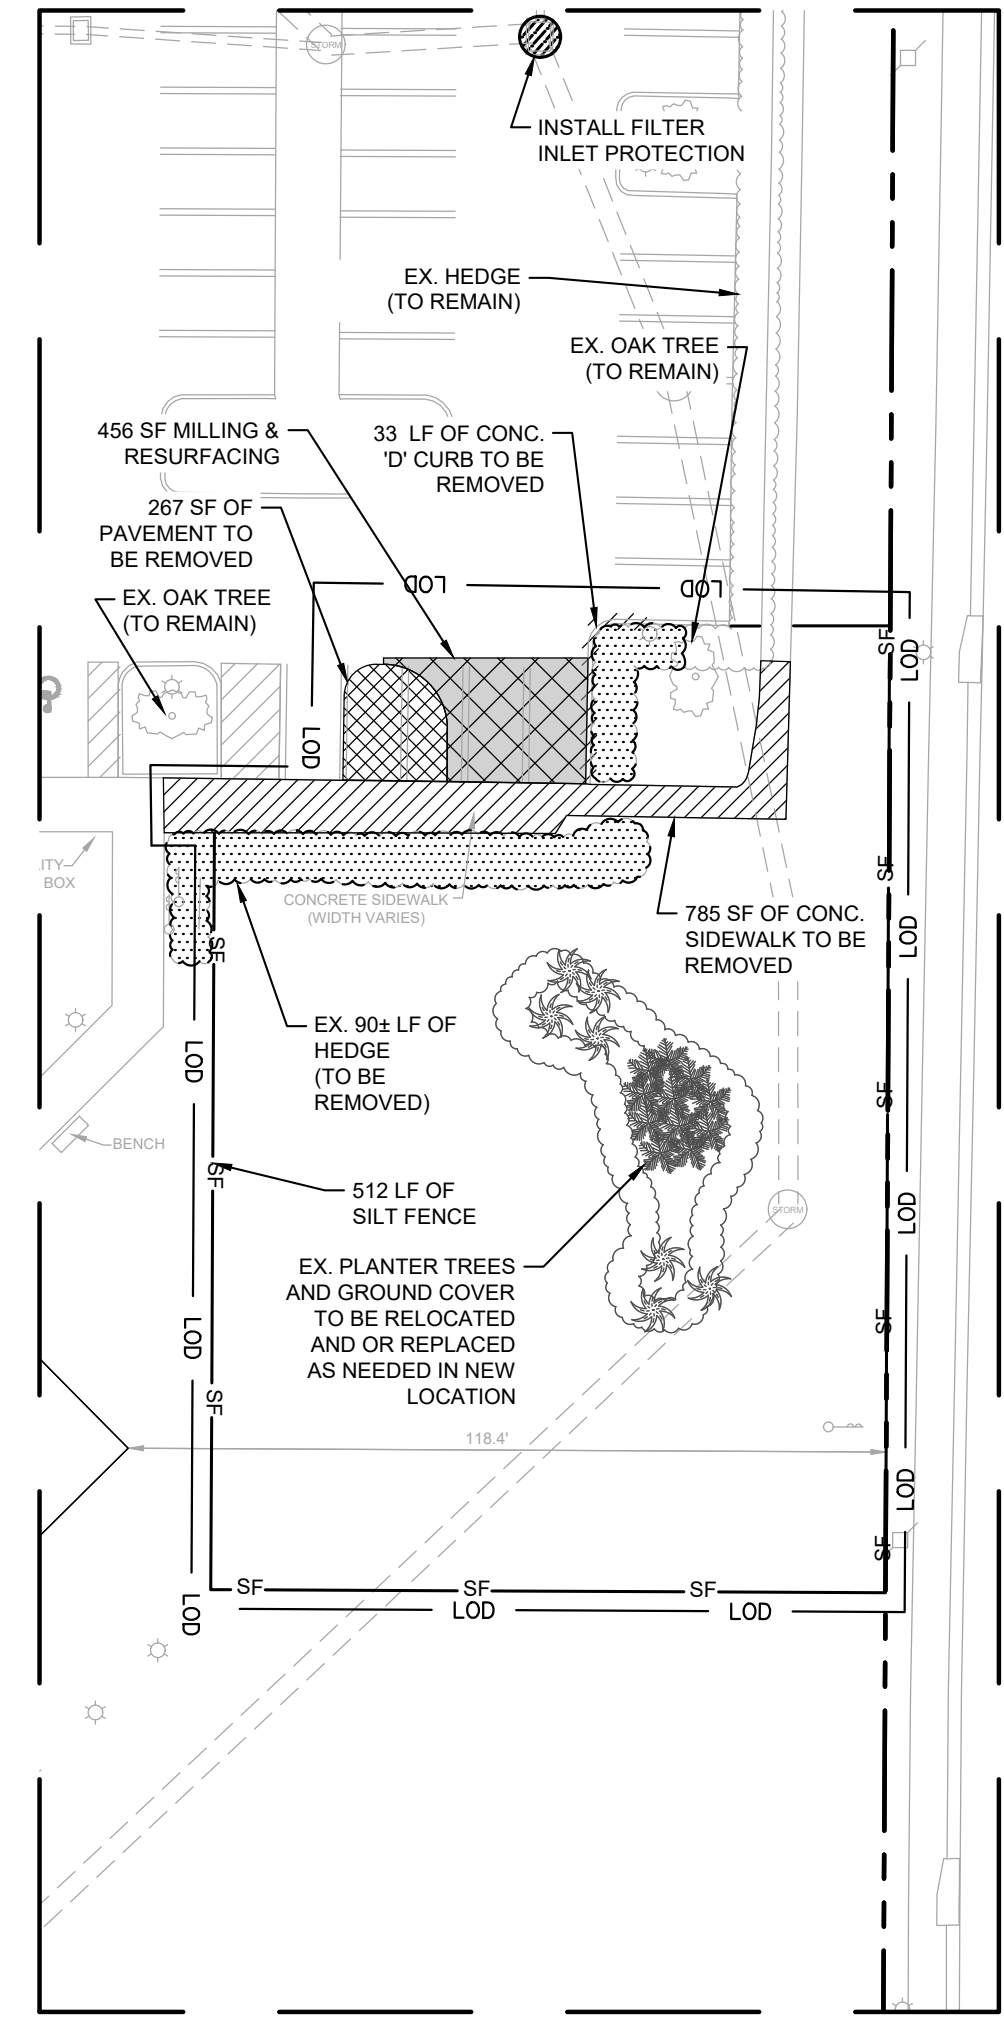 STORM
INSTALL FILTER
INLET PROTECTION
EX. HEDGE
(TO REMAIN)
EX. OAK TREE
(TO REMAIN)
456 SF MILLING &
RESURFACING
33 LF OF CONC.
'D' CURB TO BE
REMOVED
267 SF OF
PAVEMENT TO
BE REMOVED
LOD
LOD
EX. OAK TREE
(TO REMAIN)
SF
LOD
LOD
ITY
BOX
SF
CONCRETE SIDEWALK
(WIDTH VARIES)
785 SF OF CONC.
SIDEWALK TO BE
REMOVED
LOD
SF
EX. 90± LF OF
HEDGE
(TO BE
REMOVED)
LOD
SF
BENCH
SF
512 LF OF
SILT FENCE
STORM
LOD
EX. PLANTER TREES
AND GROUND COVER
TO BE RELOCATED
AND OR REPLACED
AS NEEDED IN NEW
LOCATION
LOD
SF
SF
118.4'
LOD
SF
SF
SF
SF
LOD
LOD
LOD